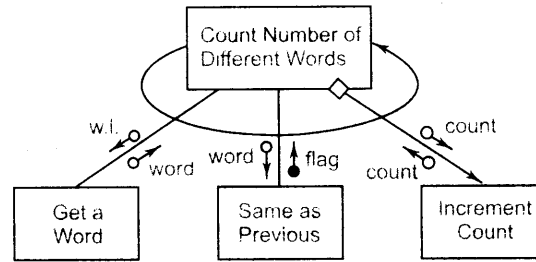 Count Number of
Different Words
w.l.
word
word
flag
count
count
Get a
Word
Same as
Previous
Increment
Count